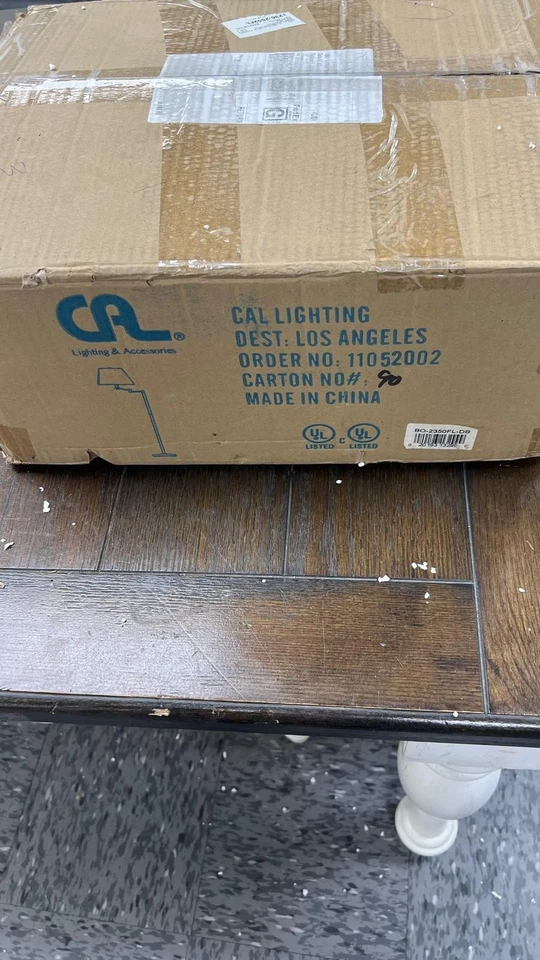 CAL®
Lighting & Accessories
CAL LIGHTING
DEST: LOS ANGELES
ORDER NO: 11052002
CARTON NO#: 90
MADE IN CHINA
UL
LISTED
C
UL
LISTED
BO-2350FL-DB
G